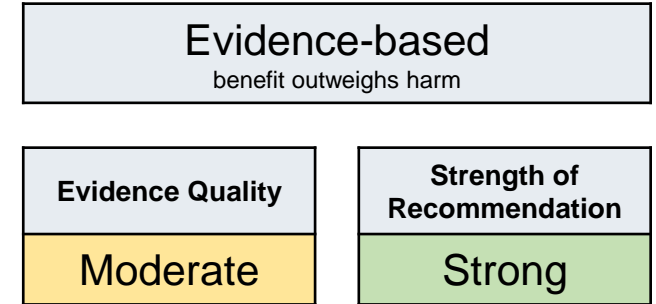 Evidence-based
benefit outweighs harm
Evidence Quality
Strength of
Recommendation
Moderate
Strong